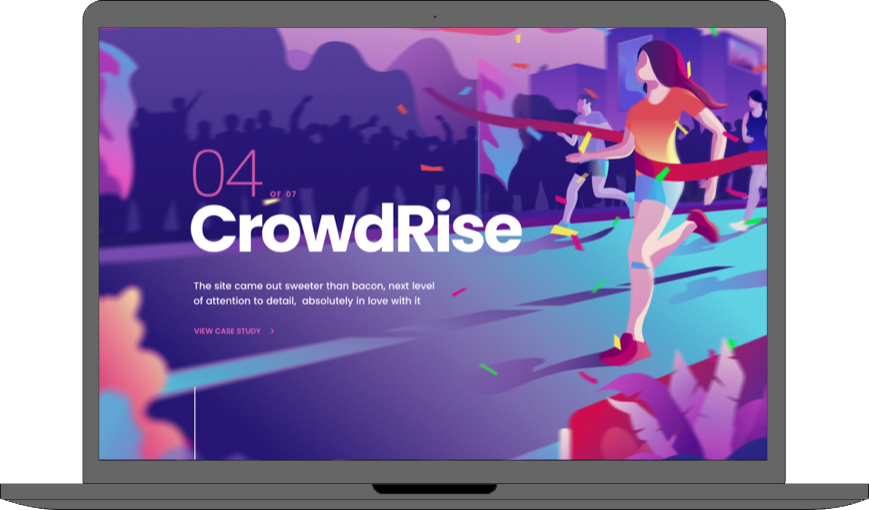 04 OF 07
CrowdRise
The site came out sweeter than bacon, next level
of attention to detail, absolutely in love with it
VIEW CASE STUDY >